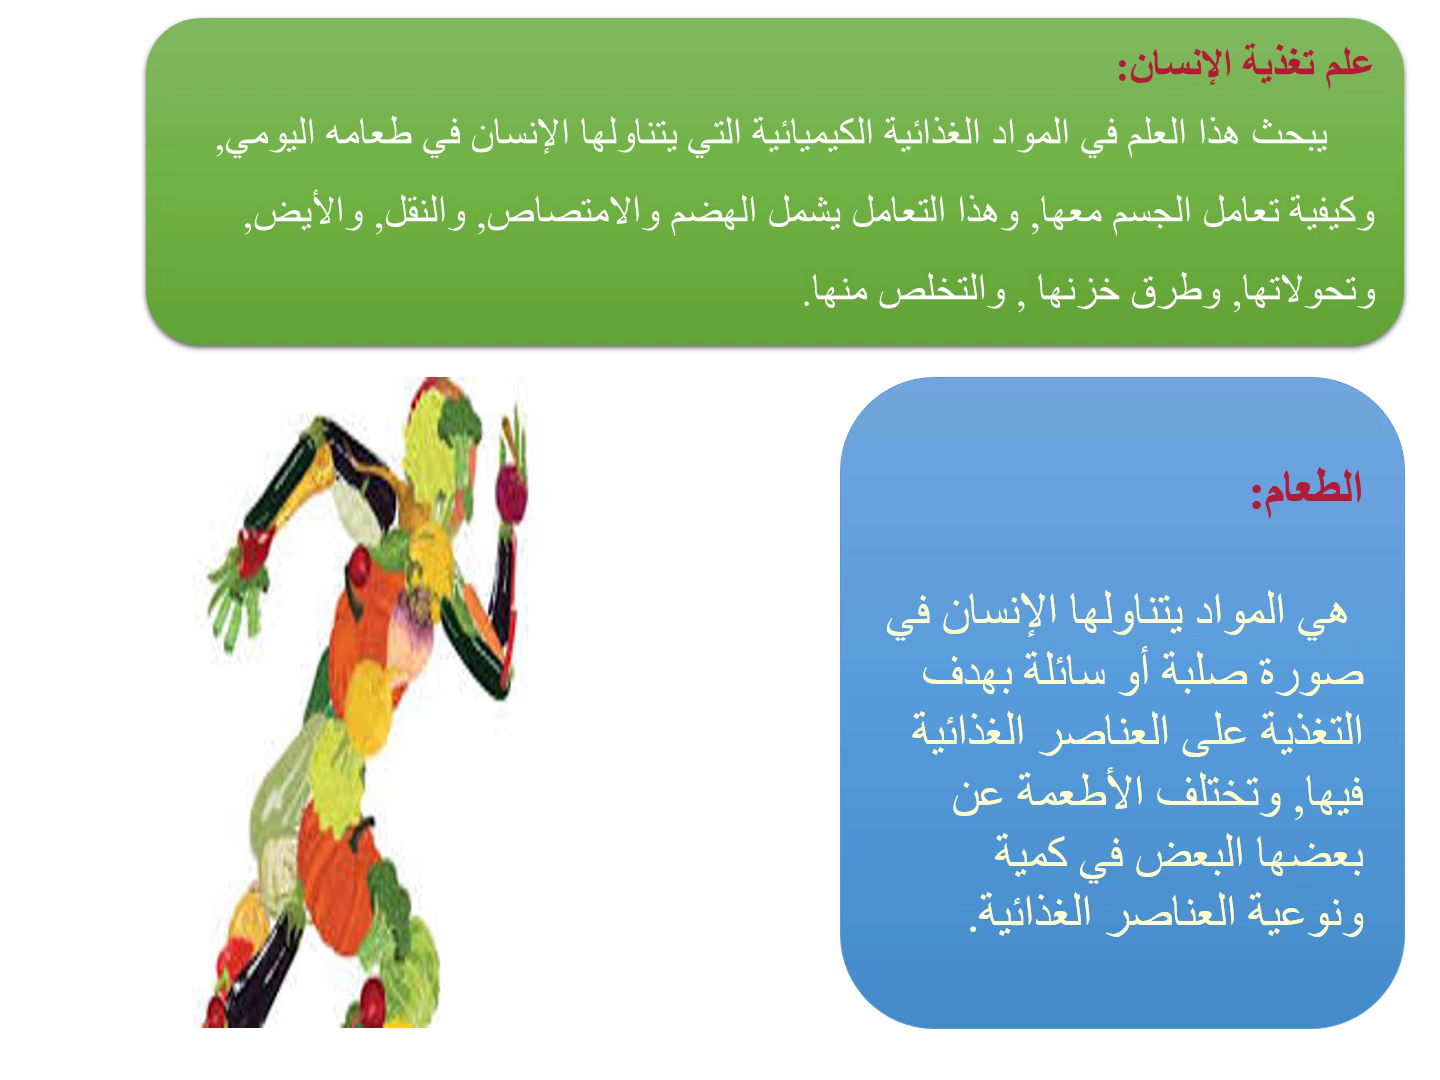 علم تغذية الإنسان:
يبحث هذا العلم في المواد الغذائية الكيميائية التي يتناولها الإنسان في طعامه اليومي,
وكيفية تعامل الجسم معها, وهذا التعامل يشمل الهضم والامتصاص, والنقل, والأيض,
وتحولاتها, وطرق خزنها , والتخلص منها.
الطعام:
هي المواد يتناولها الإنسان في
صورة صلبة أو سائلة بهدف
التغذية على العناصر الغذائية
فيها, وتختلف الأطعمة عن
بعضها البعض في كمية
ونوعية العناصر الغذائية.